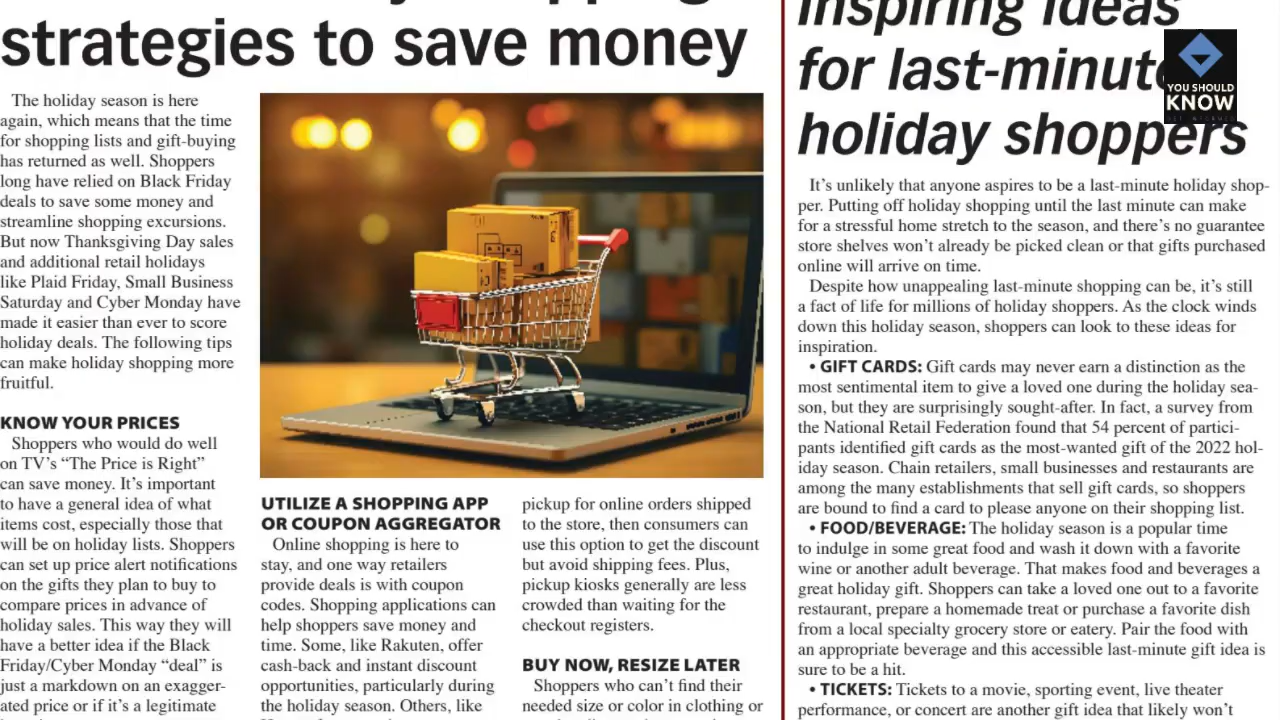 strategies to save money
The holiday season is here
again, which means that the time
for shopping lists and gift-buying
has returned as well. Shoppers
long have relied on Black Friday
deals to save some money and
streamline shopping excursions.
But now Thanksgiving Day sales
and additional retail holidays
like Plaid Friday, Small Business
Saturday and Cyber Monday have
made it easier than ever to score
holiday deals. The following tips
can make holiday shopping more
fruitful.
KNOW YOUR PRICES
Shoppers who would do well
on TV’s “The Price is Right”
can save money. It’s important
to have a general idea of what
items cost, especially those that
will be on holiday lists. Shoppers
can set up price alert notifications
on the gifts they plan to buy to
compare prices in advance of
holiday sales. This way they will
have a better idea if the Black
Friday/Cyber Monday “deal” is
just a markdown on an exagger-
ated price or if it’s a legitimate
UTILIZE A SHOPPING APP
OR COUPON AGGREGATOR
Online shopping is here to
stay, and one way retailers
provide deals is with coupon
codes. Shopping applications can
help shoppers save money and
time. Some, like Rakuten, offer
cash-back and instant discount
opportunities, particularly during
the holiday season. Others, like
pickup for online orders shipped
to the store, then consumers can
use this option to get the discount
but avoid shipping fees. Plus,
pickup kiosks generally are less
crowded than waiting for the
checkout registers.
BUY NOW, RESIZE LATER
Shoppers who can’t find their
needed size or color in clothing or
inspiring ideas
for last-minute
holiday shoppers
YOU SHOULD
KNOW
It’s unlikely that anyone aspires to be a last-minute holiday shop-
per. Putting off holiday shopping until the last minute can make
for a stressful home stretch to the season, and there’s no guarantee
store shelves won’t already be picked clean or that gifts purchased
online will arrive on time.
Despite how unappealing last-minute shopping can be, it’s still
a fact of life for millions of holiday shoppers. As the clock winds
down this holiday season, shoppers can look to these ideas for
inspiration.
• GIFT CARDS: Gift cards may never earn a distinction as the
most sentimental item to give a loved one during the holiday sea-
son, but they are surprisingly sought-after. In fact, a survey from
the National Retail Federation found that 54 percent of partici-
pants identified gift cards as the most-wanted gift of the 2022 hol-
iday season. Chain retailers, small businesses and restaurants are
among the many establishments that sell gift cards, so shoppers
are bound to find a card to please anyone on their shopping list.
• FOOD/BEVERAGE: The holiday season is a popular time
to indulge in some great food and wash it down with a favorite
wine or another adult beverage. That makes food and beverages a
great holiday gift. Shoppers can take a loved one out to a favorite
restaurant, prepare a homemade treat or purchase a favorite dish
from a local specialty grocery store or eatery. Pair the food with
an appropriate beverage and this accessible last-minute gift idea is
sure to be a hit.
• TICKETS: Tickets to a movie, sporting event, live theater
performance, or concert are another gift idea that likely won’t